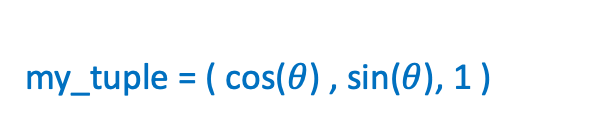 my_tuple = ( cos(𝜃) , sin(𝜃), 1 )